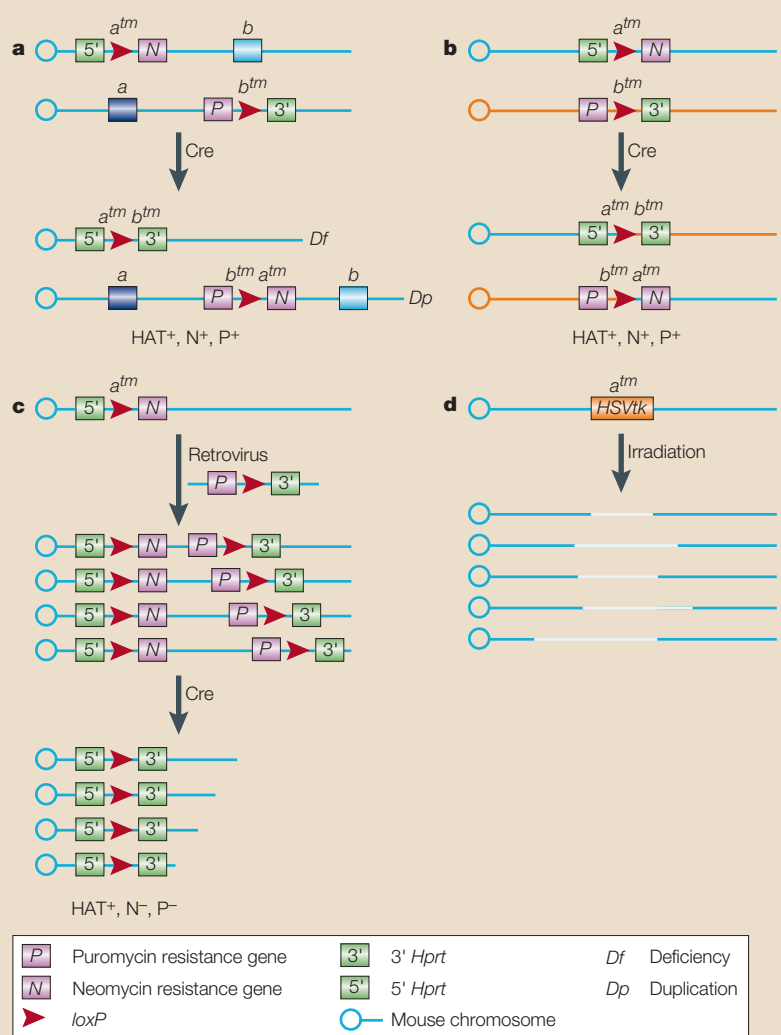 a
a^tm
5' N b
a b^tm
P 3'
Cre
a^tm b^tm
5' 3' Df
a b^tm a^tm b
P N Dp
HAT+, N+, P+
b
a^tm
5' N
b^tm
P 3'
Cre
a^tm b^tm
5' 3'
b^tm a^tm
P N
HAT+, N+, P+
c
a^tm
5' N
Retrovirus
P 3'
5' N P 3'
5' N P 3'
5' N P 3'
5' N P 3'
Cre
5' 3'
5' 3'
5' 3'
5' 3'
HAT+, N–, P–
d
a^tm
HSVtk
Irradiation
P Puromycin resistance gene
N Neomycin resistance gene
loxP
3' 3' Hprt
5' 5' Hprt
Mouse chromosome
Df Deficiency
Dp Duplication